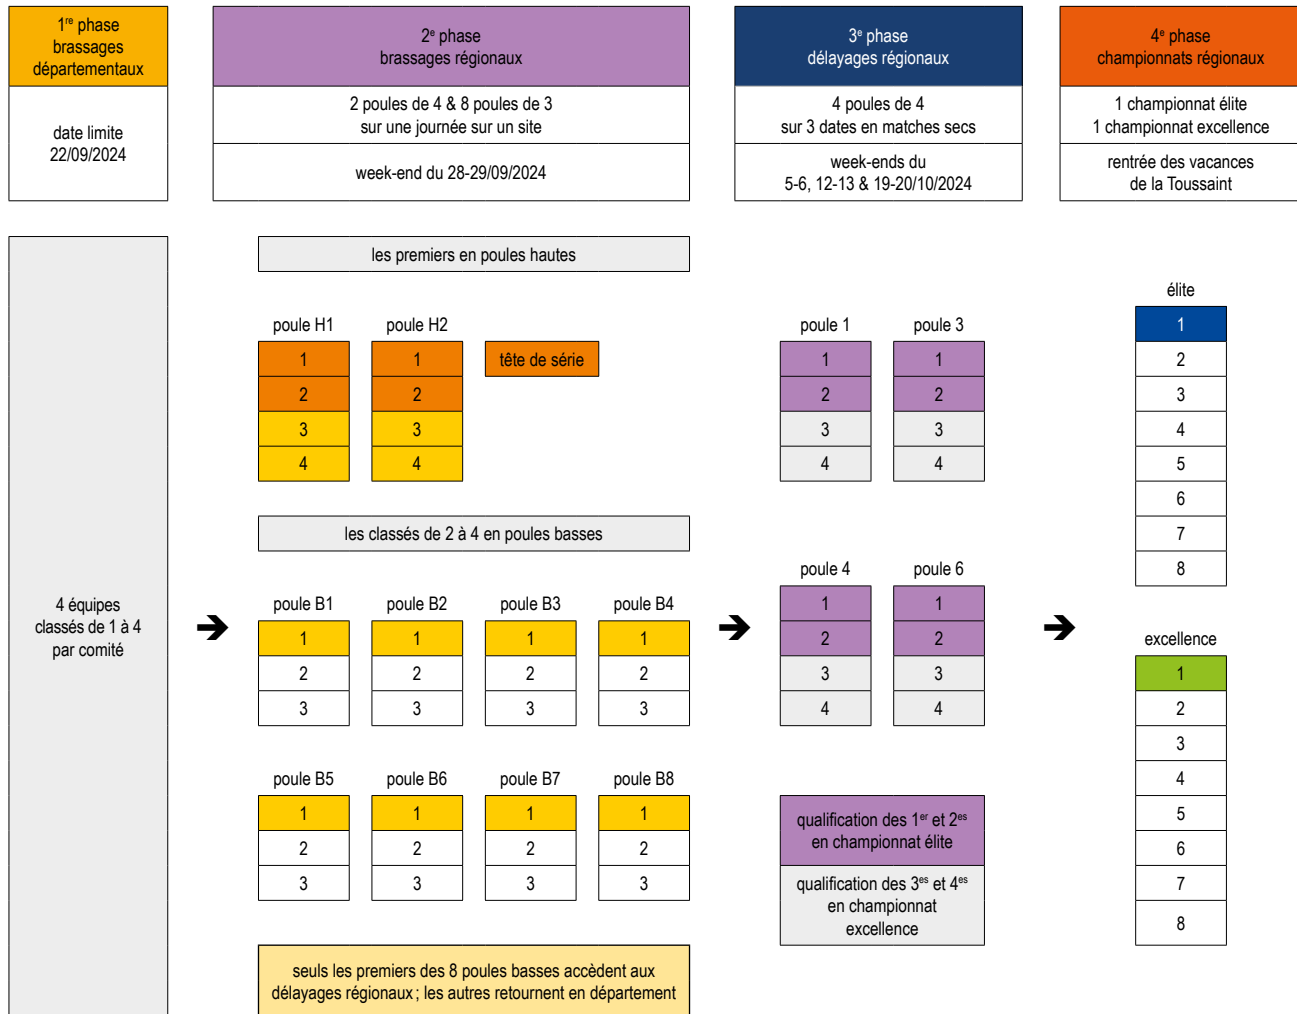 1re phase
brassages
départementaux
date limite
22/09/2024
2e phase
brassages régionaux
2 poules de 4 & 8 poules de 3
sur une journée sur un site
week-end du 28-29/09/2024
3e phase
délayages régionaux
4 poules de 4
sur 3 dates en matches secs
week-ends du
5-6, 12-13 & 19-20/10/2024
4e phase
championnats régionaux
1 championnat élite
1 championnat excellence
rentrée des vacances
de la Toussaint
4 équipes
classés de 1 à 4
par comité
les premiers en poules hautes
poule H1 poule H2
1 1 tête de série
2 2
3 3
4 4
les classés de 2 à 4 en poules basses
poule B1 poule B2 poule B3 poule B4
1 1 1 1
2 2 2 2
3 3 3 3
poule B5 poule B6 poule B7 poule B8
1 1 1 1
2 2 2 2
3 3 3 3
seuls les premiers des 8 poules basses accèdent aux
délayages régionaux ; les autres retournent en département
poule 1 poule 3
1 1
2 2
3 3
4 4
poule 4 poule 6
1 1
2 2
3 3
4 4
qualification des 1er et 2es
en championnat élite
qualification des 3es et 4es
en championnat
excellence
élite
1
2
3
4
5
6
7
8
excellence
1
2
3
4
5
6
7
8